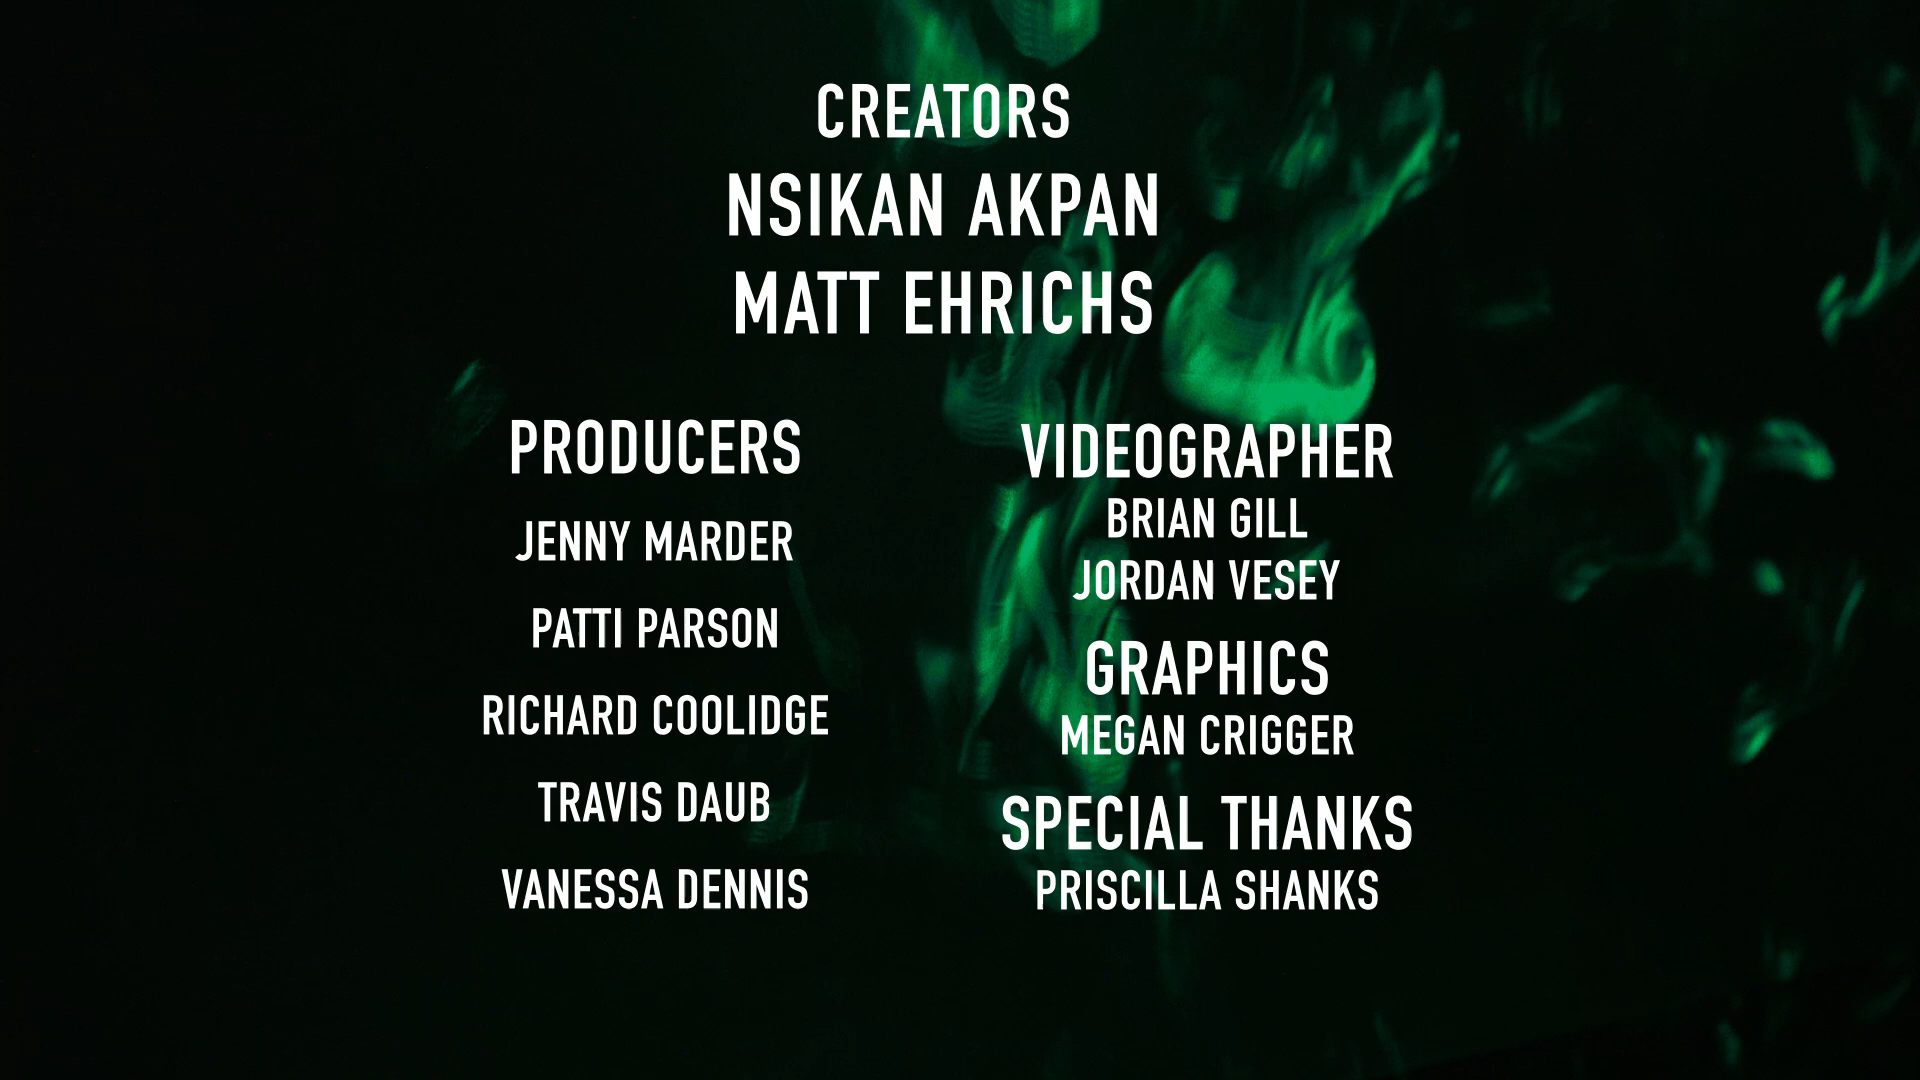 CREATORS
NSIKAN AKPAN
MATT EHRICHS
PRODUCERS
JENNY MARDER
PATTI PARSON
RICHARD COOLIDGE
TRAVIS DAUB
VANESSA DENNIS
VIDEOGRAPHER
BRIAN GILL
JORDAN VESEY
GRAPHICS
MEGAN CRIGGER
SPECIAL THANKS
PRISCILLA SHANKS